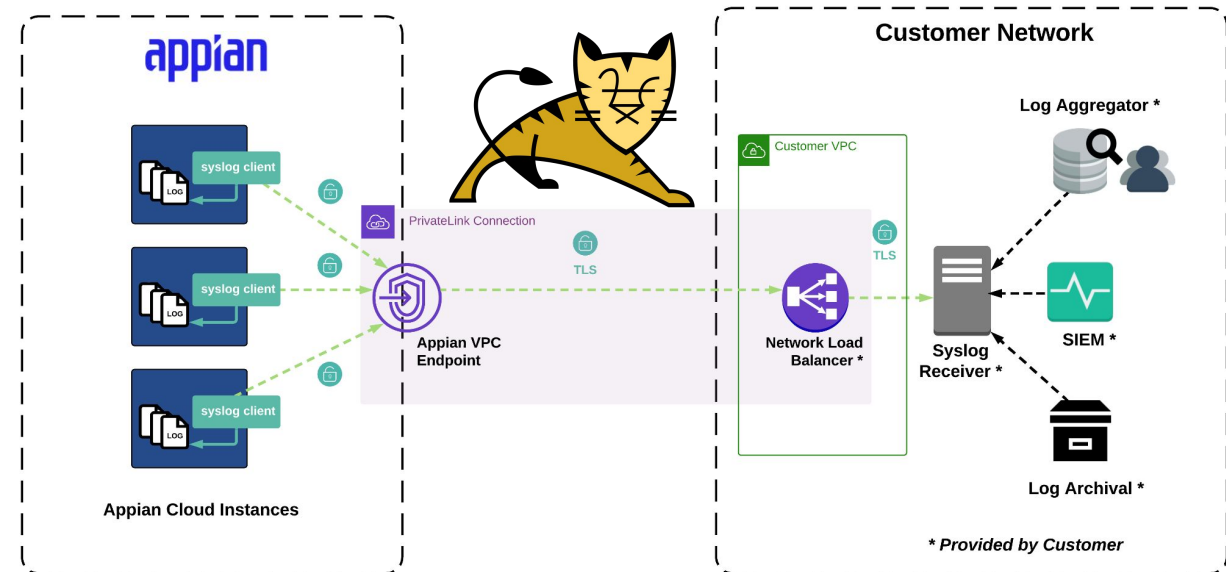 appian
Customer Network
Log Aggregator *
Customer VPC
syslog client
LOG
PrivateLink Connection
TLS
TLS
syslog client
LOG
SIEM *
Appian VPC
Endpoint
Network Load
Balancer *
Syslog
Receiver *
syslog client
LOG
Log Archival *
Appian Cloud Instances
* Provided by Customer